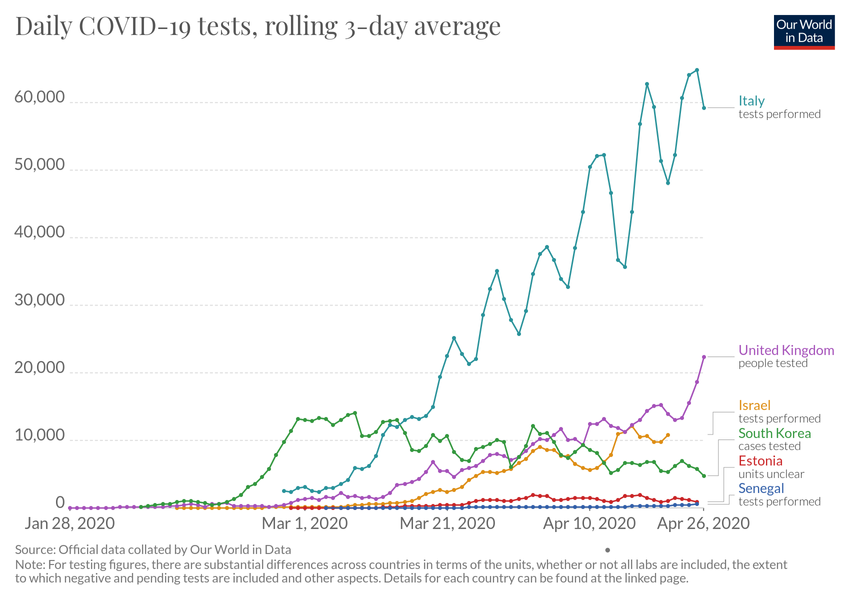 Daily COVID-19 tests, rolling 3-day average
Our World
in Data
60,000
50,000
40,000
30,000
20,000
10,000
0
Italy
tests performed
United Kingdom
people tested
Israel
tests performed
South Korea
cases tested
Estonia
units unclear
Senegal
tests performed
Jan 28, 2020
Mar 1, 2020
Mar 21, 2020
Apr 10, 2020
Apr 26, 2020
Source: Official data collated by Our World in Data
Note: For testing figures, there are substantial differences across countries in terms of the units, whether or not all labs are included, the extent
to which negative and pending tests are included and other aspects. Details for each country can be found at the linked page.